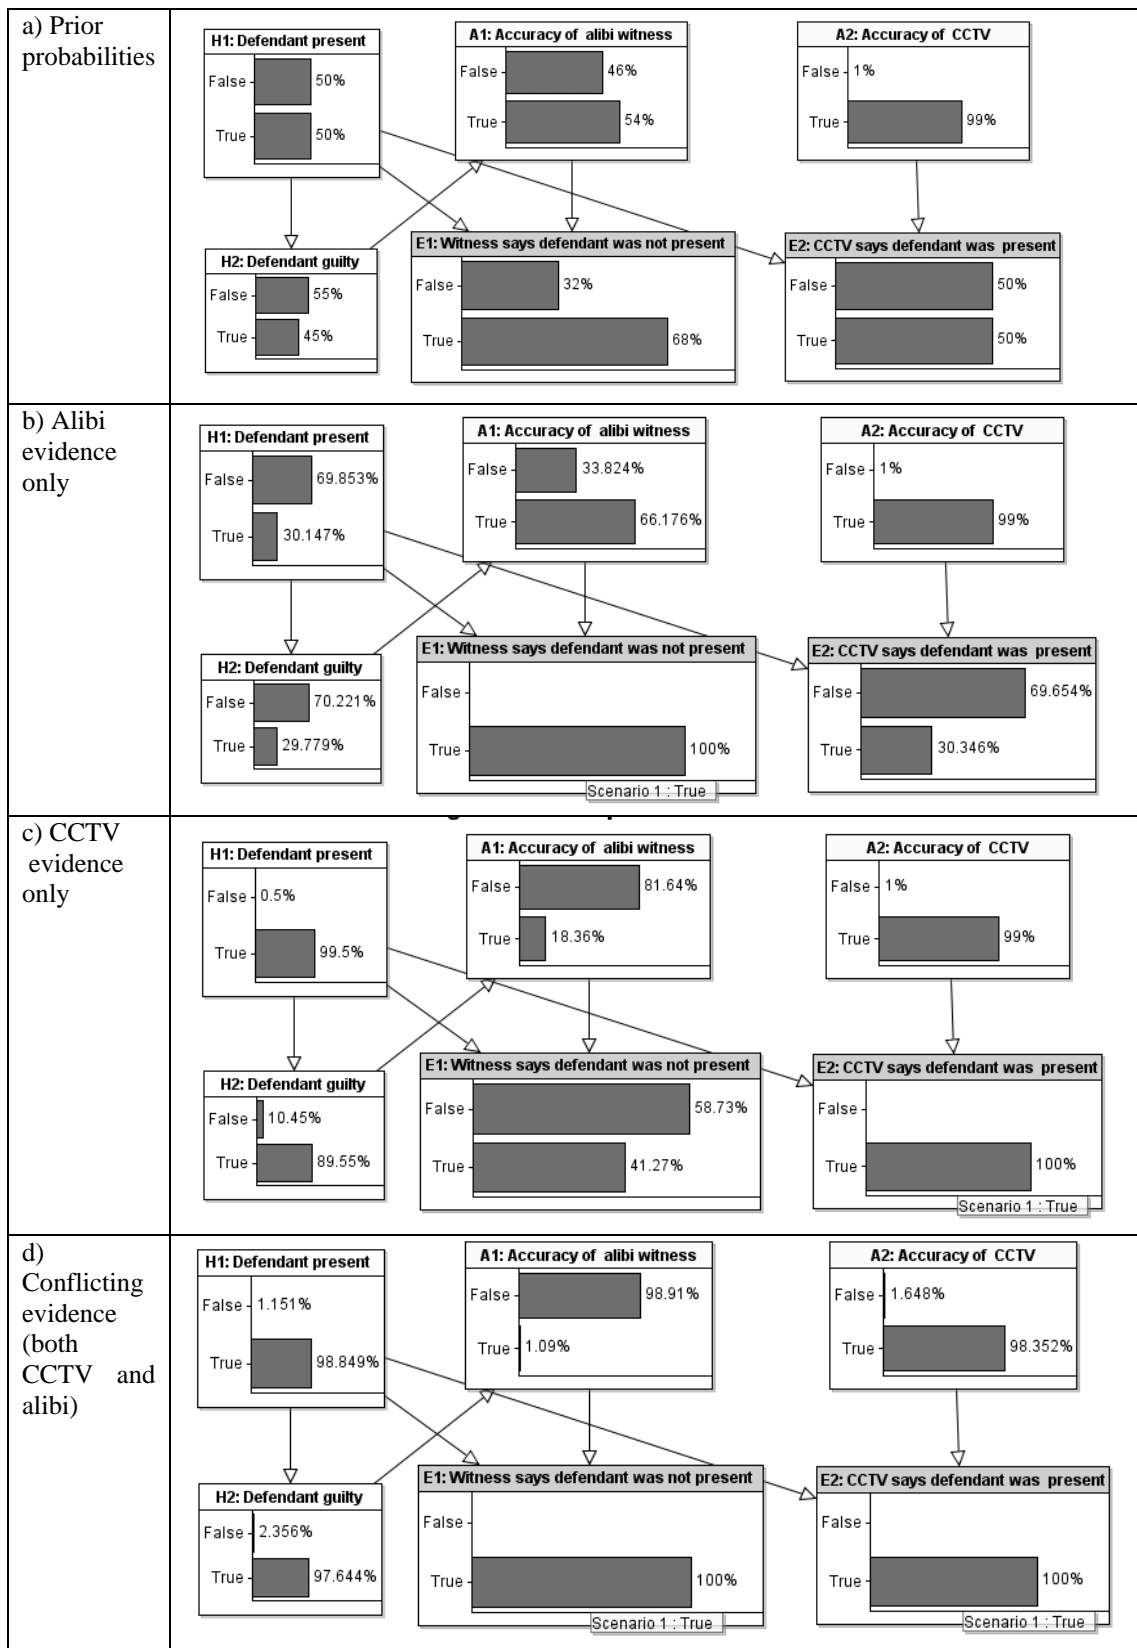 a) Prior
probabilities
H1: Defendant present
False
50%
True
50%
A1: Accuracy of alibi witness
False
46%
True
54%
A2: Accuracy of CCTV
False
1%
True
99%
H2: Defendant guilty
False
55%
True
45%
E1: Witness says defendant was not present
False
32%
True
68%
E2: CCTV says defendant was present
False
50%
True
50%
b) Alibi
evidence
only
H1: Defendant present
False
69.853%
True
30.147%
A1: Accuracy of alibi witness
False
33.824%
True
66.176%
A2: Accuracy of CCTV
False
1%
True
99%
H2: Defendant guilty
False
70.221%
True
29.779%
E1: Witness says defendant was not present
False
True
100%
Scenario 1 : True
E2: CCTV says defendant was present
False
69.654%
True
30.346%
c) CCTV
evidence
only
H1: Defendant present
False
0.5%
True
99.5%
A1: Accuracy of alibi witness
False
81.64%
True
18.36%
A2: Accuracy of CCTV
False
1%
True
99%
H2: Defendant guilty
False
10.45%
True
89.55%
E1: Witness says defendant was not present
False
58.73%
True
41.27%
E2: CCTV says defendant was present
False
True
100%
Scenario 1 : True
d)
Conflicting
evidence
(both
CCTV and
alibi)
H1: Defendant present
False
1.151%
True
98.849%
A1: Accuracy of alibi witness
False
98.91%
True
1.09%
A2: Accuracy of CCTV
False
1.648%
True
98.352%
H2: Defendant guilty
False
2.356%
True
97.644%
E1: Witness says defendant was not present
False
True
100%
Scenario 1 : True
E2: CCTV says defendant was present
False
True
100%
Scenario 1 : True